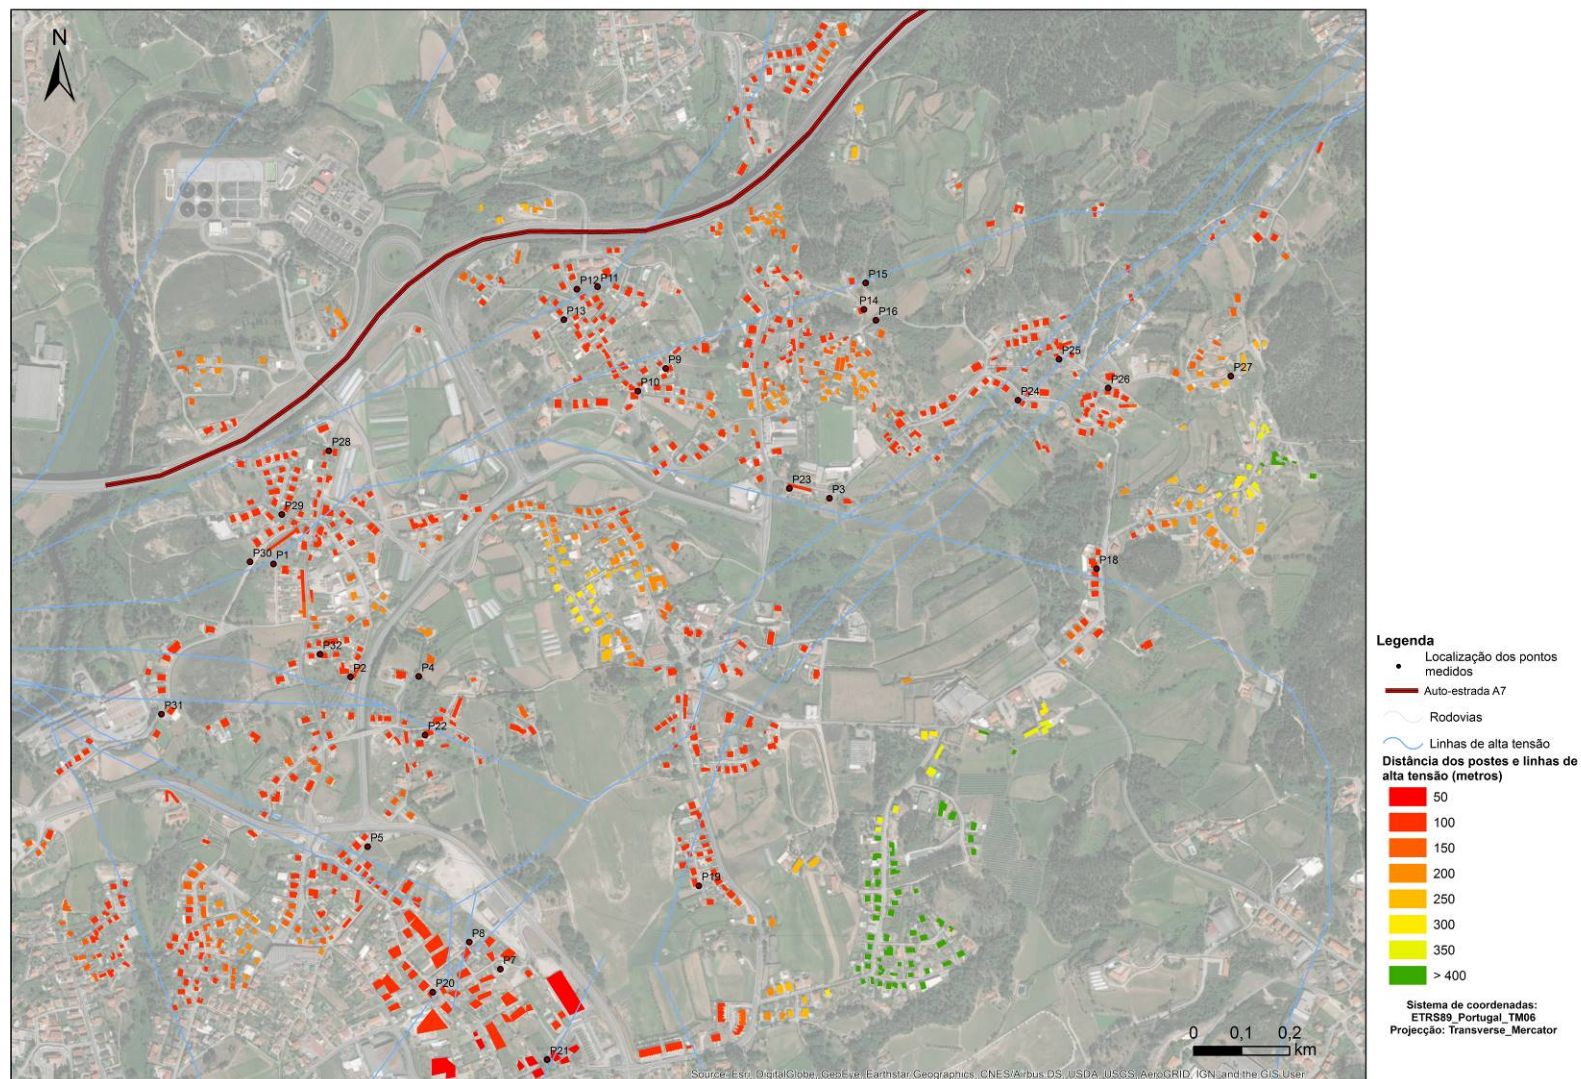 N
P12
P11
P13
P15
P14
P16
P9
P10
P25
P24
P26
P27
P28
P23
P3
P29
P30
P1
P18
P32
P2
P4
P31
P22
P5
P19
P8
P7
P20
P21
0
0,1
0,2
km
Source: Esri, DigitalGlobe, GeoEye, Earthstar Geographics, CNES/Airbus DS, USDA, USGS, AeroGRID, IGN, and the GIS User
Legenda
Localização dos pontos
medidos
Auto-estrada A7
Rodovias
Linhas de alta tensão
Distância dos postes e linhas de
alta tensão (metros)
50
100
150
200
250
300
350
> 400
Sistema de coordenadas:
ETRS89_Portugal_TM06
Projecção: Transverse_Mercator